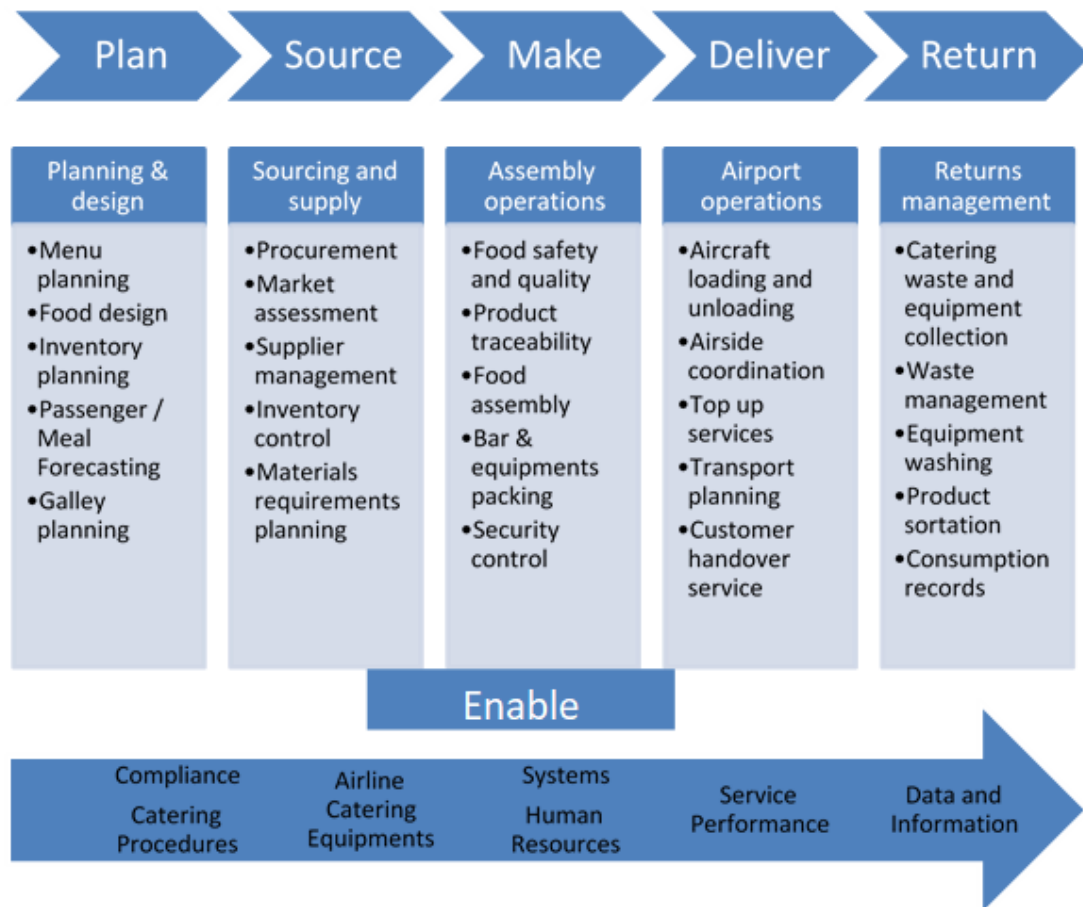 Plan
Source
Make
Deliver
Return
Planning &
design
•Menu
planning
•Food design
•Inventory
planning
•Passenger /
Meal
Forecasting
•Galley
planning
Sourcing and
supply
•Procurement
•Market
assessment
•Supplier
management
•Inventory
control
•Materials
requirements
planning
Assembly
operations
•Food safety
and quality
•Product
traceability
•Food
assembly
•Bar &
equipments
packing
•Security
control
Airport
operations
•Aircraft
loading and
unloading
•Airside
coordination
•Top up
services
•Transport
planning
•Customer
handover
service
Returns
management
•Catering
waste and
equipment
collection
•Waste
management
•Equipment
washing
•Product
sortation
•Consumption
records
Enable
Compliance
Catering
Procedures
Airline
Catering
Equipments
Systems
Human
Resources
Service
Performance
Data and
Information